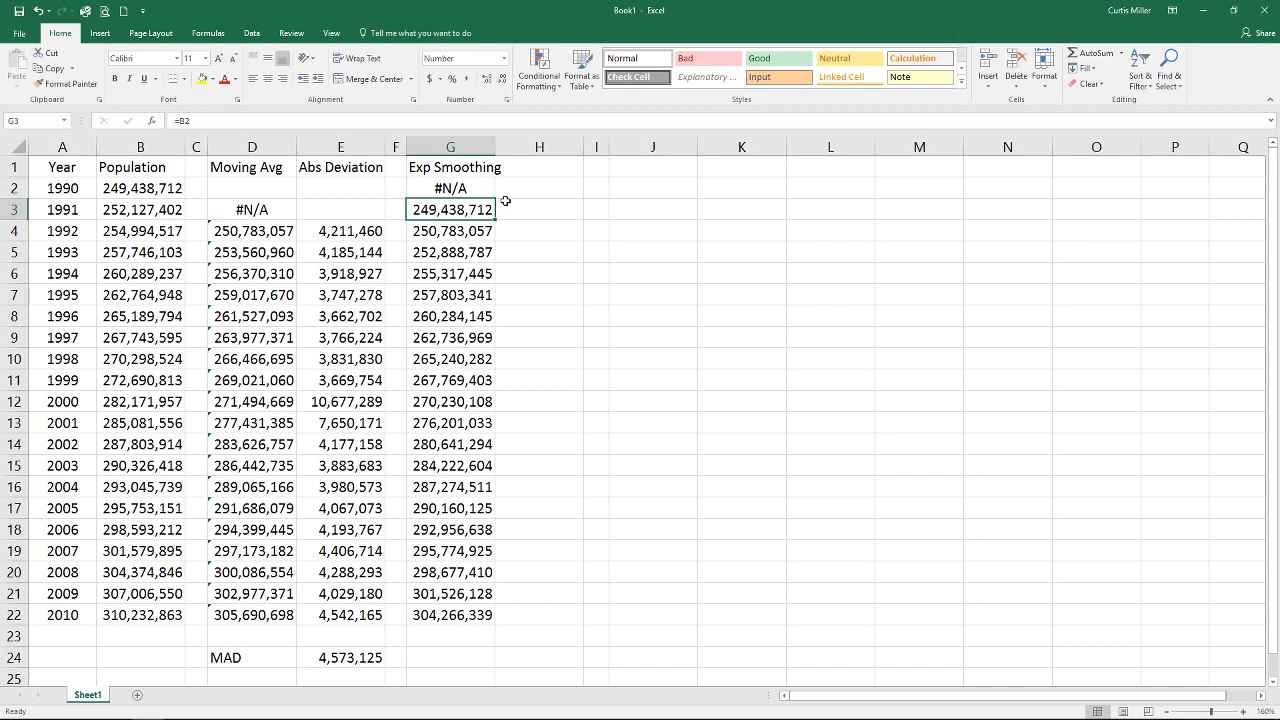 Book1 - Excel
Curtis Miller
File Home Insert Page Layout Formulas Data Review View Tell me what you want to do Share
Paste Cut Copy Format Painter Clipboard
Calibri 11 A A B I U A Font
Wrap Text Merge & Center Alignment
Number $ % , Number
Conditional Formatting Format as Table
Normal Bad Good Neutral Calculation
Check Cell Explanatory ... Input Linked Cell Note
Styles
Insert Delete Format Cells
AutoSum Fill Clear Sort & Filter Find & Select Editing
G3 fx =B2
A B C D E F G H I J K L M N O P Q
1 Year Population Moving Avg Abs Deviation Exp Smoothing
2 1990 249,438,712 #N/A
3 1991 252,127,402 #N/A 249,438,712
4 1992 254,994,517 250,783,057 4,211,460 250,783,057
5 1993 257,746,103 253,560,960 4,185,144 252,888,787
6 1994 260,289,237 256,370,310 3,918,927 255,317,445
7 1995 262,764,948 259,017,670 3,747,278 257,803,341
8 1996 265,189,794 261,527,093 3,662,702 260,284,145
9 1997 267,743,595 263,977,371 3,766,224 262,736,969
10 1998 270,298,524 266,466,695 3,831,830 265,240,282
11 1999 272,690,813 269,021,060 3,669,754 267,769,403
12 2000 282,171,957 271,494,669 10,677,289 270,230,108
13 2001 285,081,556 277,431,385 7,650,171 276,201,033
14 2002 287,803,914 283,626,757 4,177,158 280,641,294
15 2003 290,326,418 286,442,735 3,883,683 284,222,604
16 2004 293,045,739 289,065,166 3,980,573 287,274,511
17 2005 295,753,151 291,686,079 4,067,073 290,160,125
18 2006 298,593,212 294,399,445 4,193,767 292,956,638
19 2007 301,579,895 297,173,182 4,406,714 295,774,925
20 2008 304,374,846 300,086,554 4,288,293 298,677,410
21 2009 307,006,550 302,977,371 4,029,180 301,526,128
22 2010 310,232,863 305,690,698 4,542,165 304,266,339
23
24 MAD 4,573,125
25
Sheet1
Ready 160%